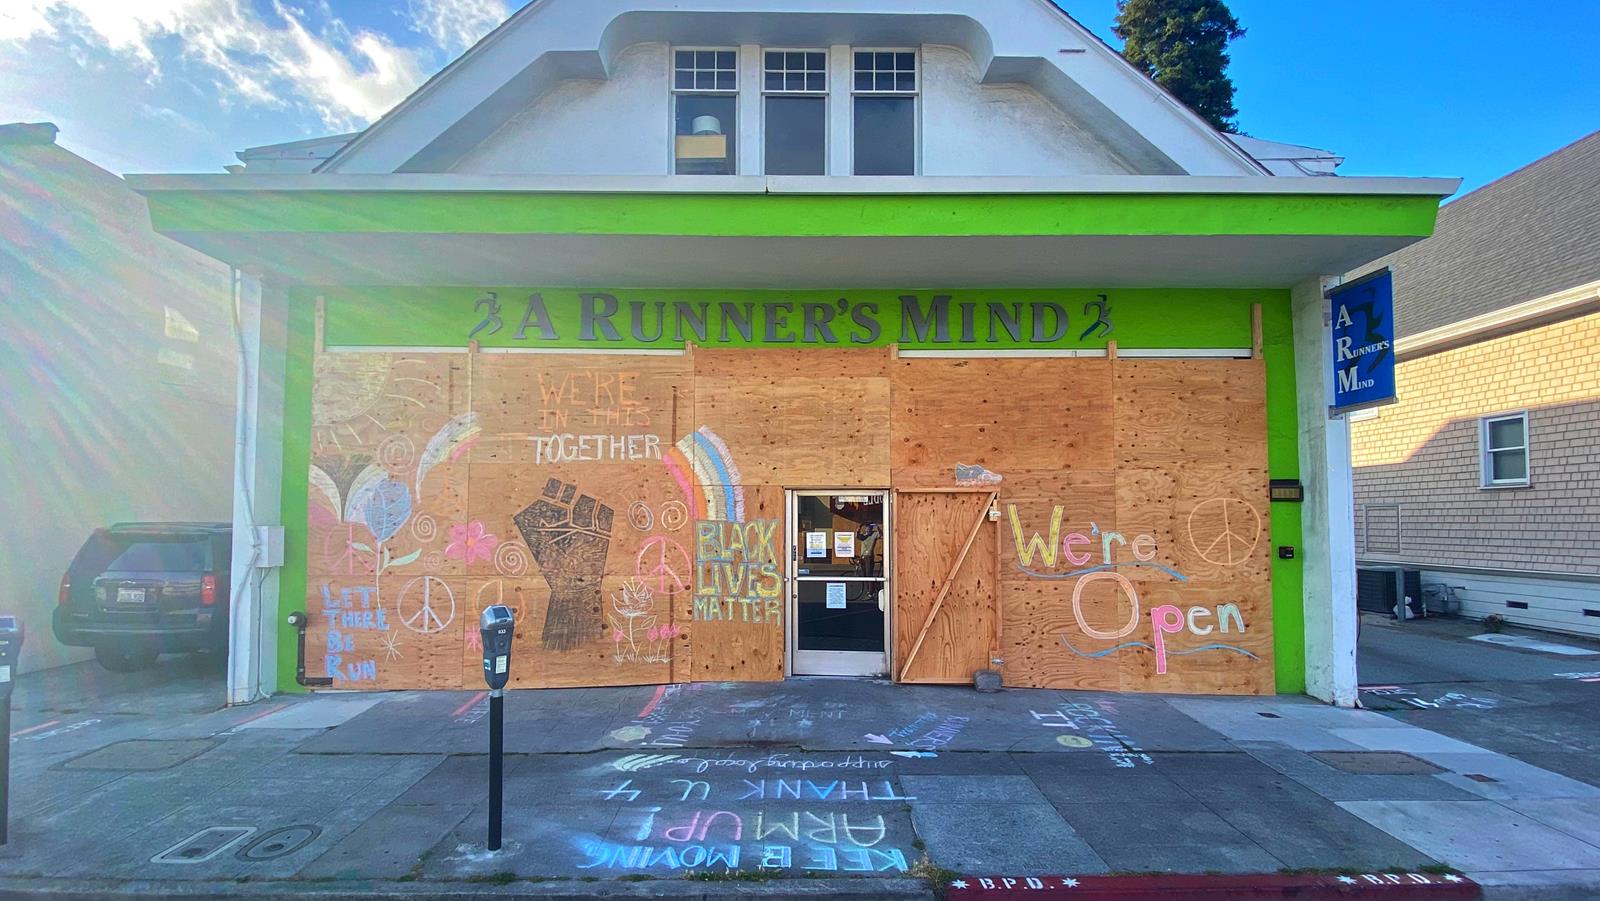 A RUNNER'S MIND
A
RUNNER'S
R
MIND
WE'RE
IN THIS
TOGETHER
BLACK
LIVES
MATTER
LET
THERE
BE
RUN
We're
Open
supporting local
THANK U 4
ARM UP!
KEEP MOVING
B.P.D.
B.P.D.